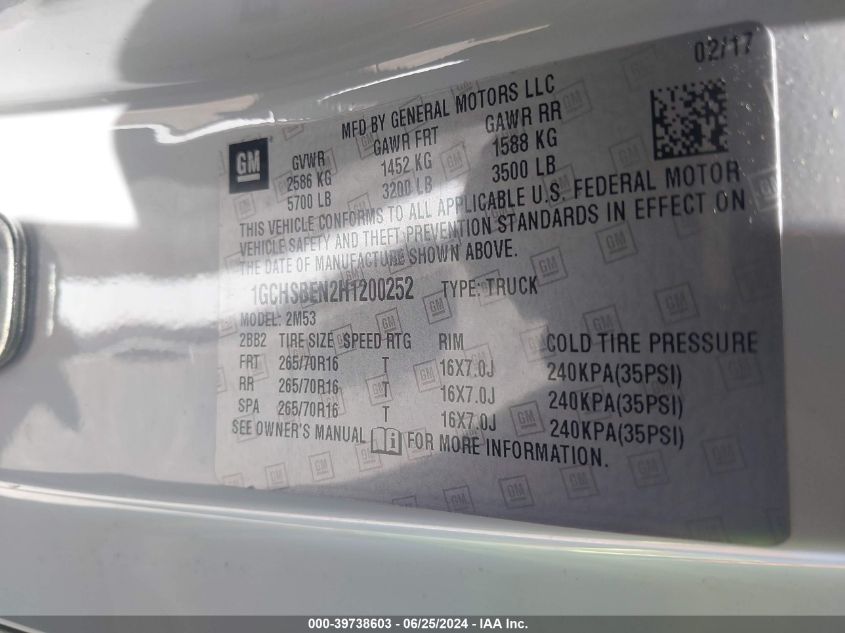 02/17
MFD BY GENERAL MOTORS LLC
GM
GVWR GAWR FRT GAWR RR
2586 KG 1452 KG 1588 KG
5700 LB 3200 LB 3500 LB
THIS VEHICLE CONFORMS TO ALL APPLICABLE U.S. FEDERAL MOTOR
VEHICLE SAFETY AND THEFT PREVENTION STANDARDS IN EFFECT ON
THE DATE OF MANUFACTURE SHOWN ABOVE.
1GCHSBEN2H1200252 TYPE: TRUCK
MODEL: 2M53
2BB2 TIRE SIZE SPEED RTG RIM COLD TIRE PRESSURE
FRT 265/70R16 T 16X7.0J 240KPA(35PSI)
RR 265/70R16 T 16X7.0J 240KPA(35PSI)
SPA 265/70R16 T 16X7.0J 240KPA(35PSI)
SEE OWNER'S MANUAL FOR MORE INFORMATION.
000-39738603 - 06/25/2024 - IAA Inc.